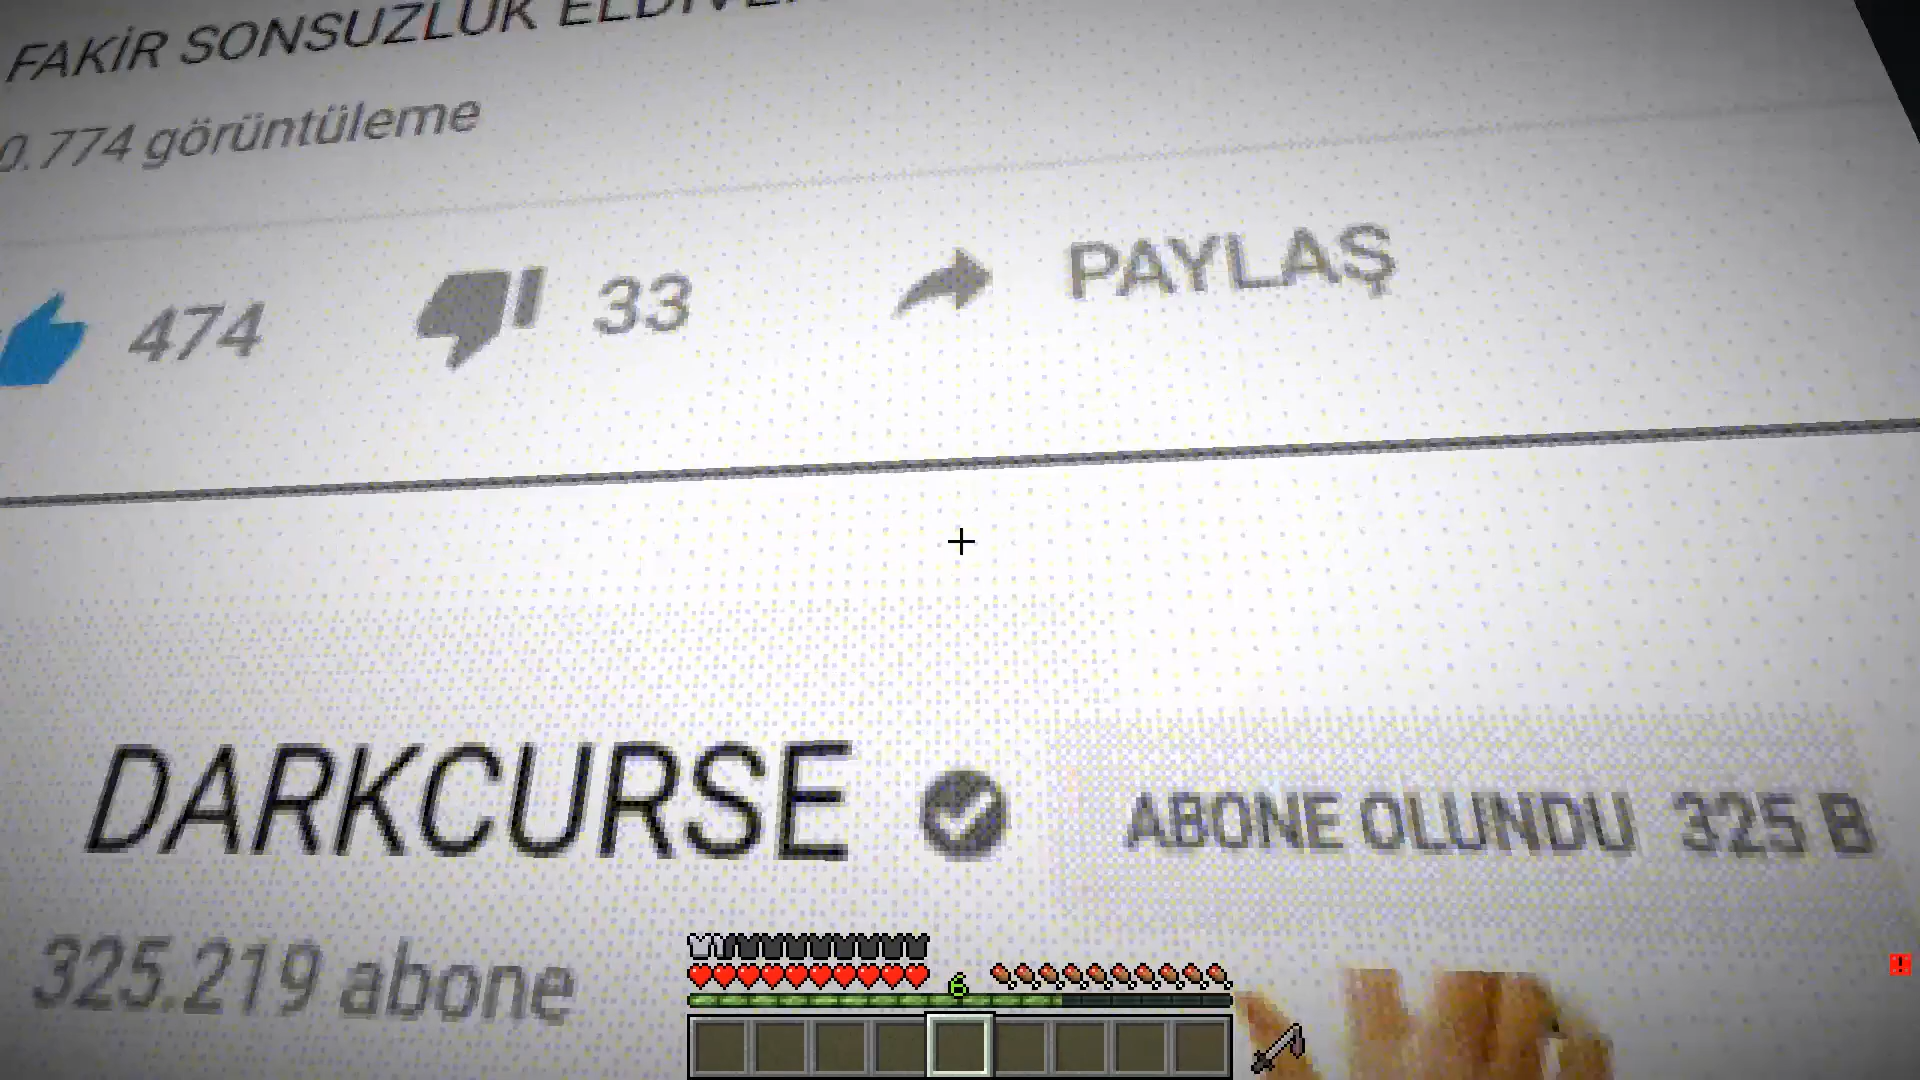 FAKİR SONSUZLUK
0.774 görüntüleme
474 33 PAYLAŞ
DARKCURSE ABONE OLUNDU 325 B
325.219 abone
6
!